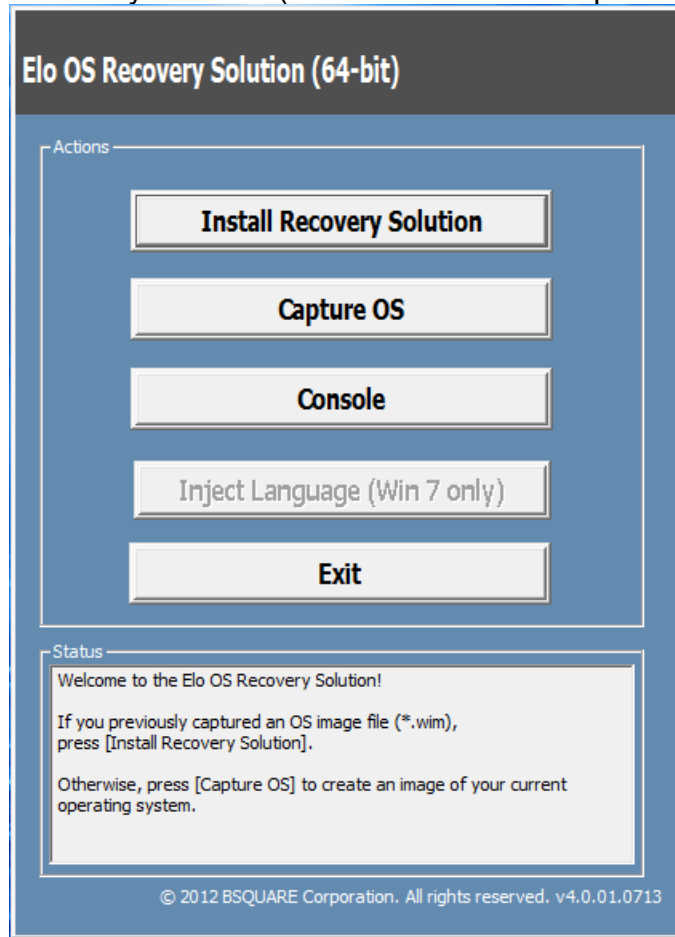 Elo OS Recovery Solution (64-bit)
Actions
Install Recovery Solution
Capture OS
Console
Inject Language (Win 7 only)
Exit
Status
Welcome to the Elo OS Recovery Solution!
If you previously captured an OS image file (*.wim),
press [Install Recovery Solution].
Otherwise, press [Capture OS] to create an image of your current
operating system.
© 2012 BSQUARE Corporation. All rights reserved. v4.0.01.0713